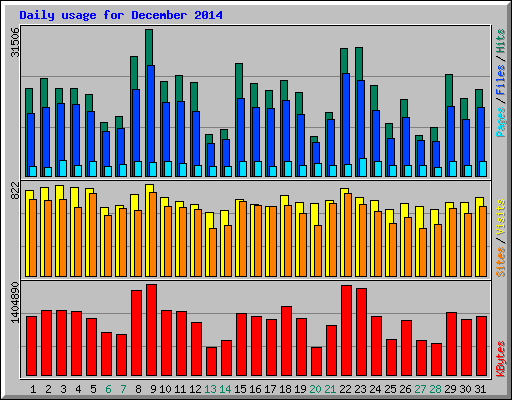 Daily usage for December 2014
31506
Pages / Files / Hits
822
Sites / Visits
1404890
KBytes
1 2 3 4 5 6 7 8 9 10 11 12 13 14 15 16 17 18 19 20 21 22 23 24 25 26 27 28 29 30 31